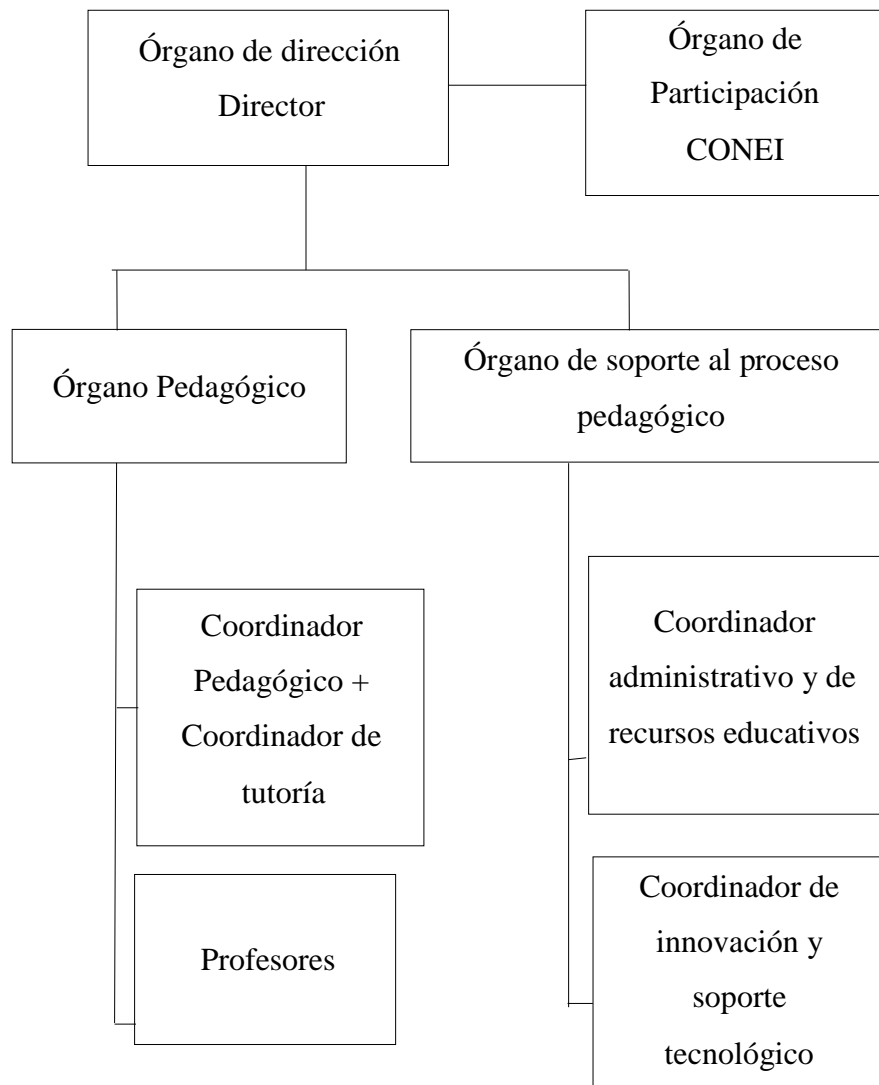 Órgano de dirección
Director
Órgano de
Participación
CONEI
Órgano Pedagógico
Órgano de soporte al proceso
pedagógico
Coordinador
Pedagógico +
Coordinador de
tutoría
Coordinador
administrativo y de
recursos educativos
Profesores
Coordinador de
innovación y
soporte
tecnológico